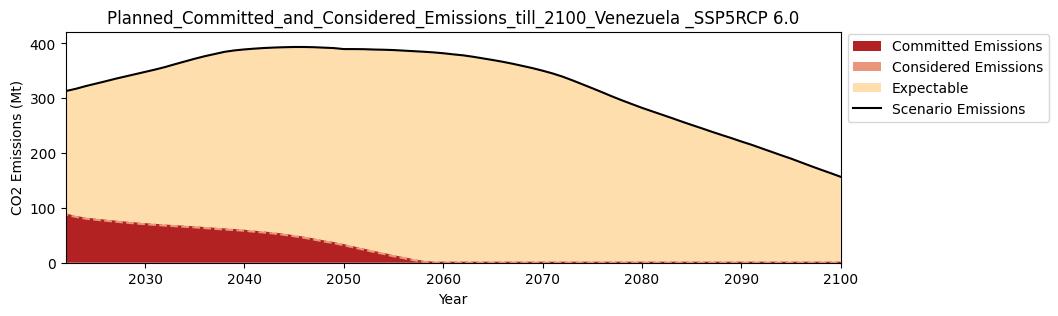 Planned_Committed_and_Considered_Emissions_till_2100_Venezuela _SSP5RCP 6.0
CO2 Emissions (Mt)
400
300
200
100
0
2030 2040 2050 2060 2070 2080 2090 2100
Year
Committed Emissions
Considered Emissions
Expectable
Scenario Emissions